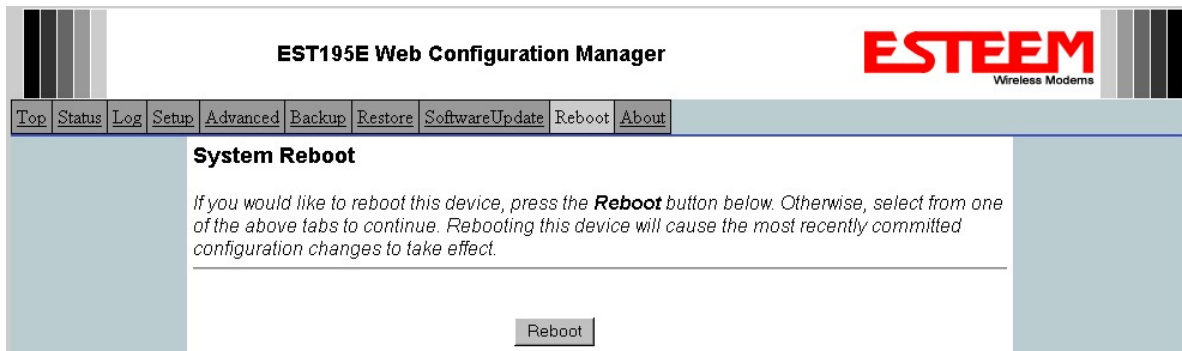 EST195E Web Configuration Manager
ESTEEM
Wireless Modems
Top Status Log Setup Advanced Backup Restore SoftwareUpdate Reboot About
System Reboot
If you would like to reboot this device, press the Reboot button below. Otherwise, select from one
of the above tabs to continue. Rebooting this device will cause the most recently committed
configuration changes to take effect.
Reboot